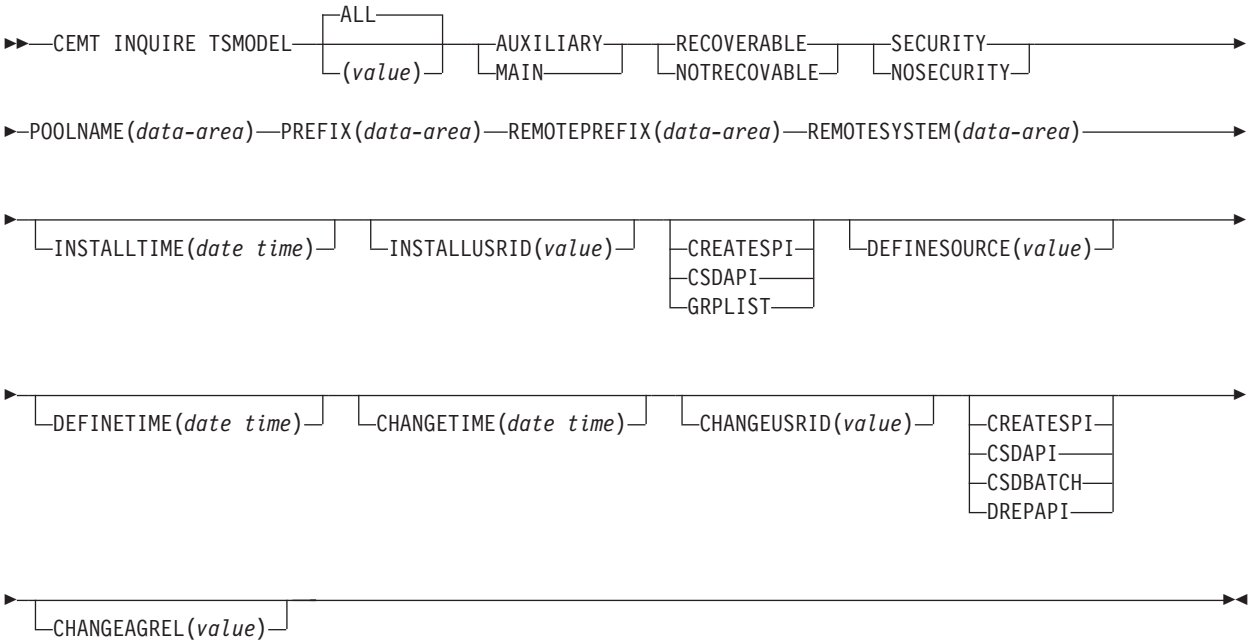 ALL
CEMT INQUIRE TSMODEL AUXILIARY RECOVERABLE SECURITY
(value) MAIN NOTRECOVABLE NOSECURITY
POOLNAME(data-area) PREFIX(data-area) REMOTEPREFIX(data-area) REMOTESYSTEM(data-area)
INSTALLTIME(date time) INSTALLUSRID(value) CREATESPI DEFINESOURCE(value)
CSDAPI
GRPLIST
DEFINETIME(date time) CHANGETIME(date time) CHANGEUSRID(value) CREATESPI
CSDAPI
CSDBATCH
DREPAPI
CHANGEAGREL(value)